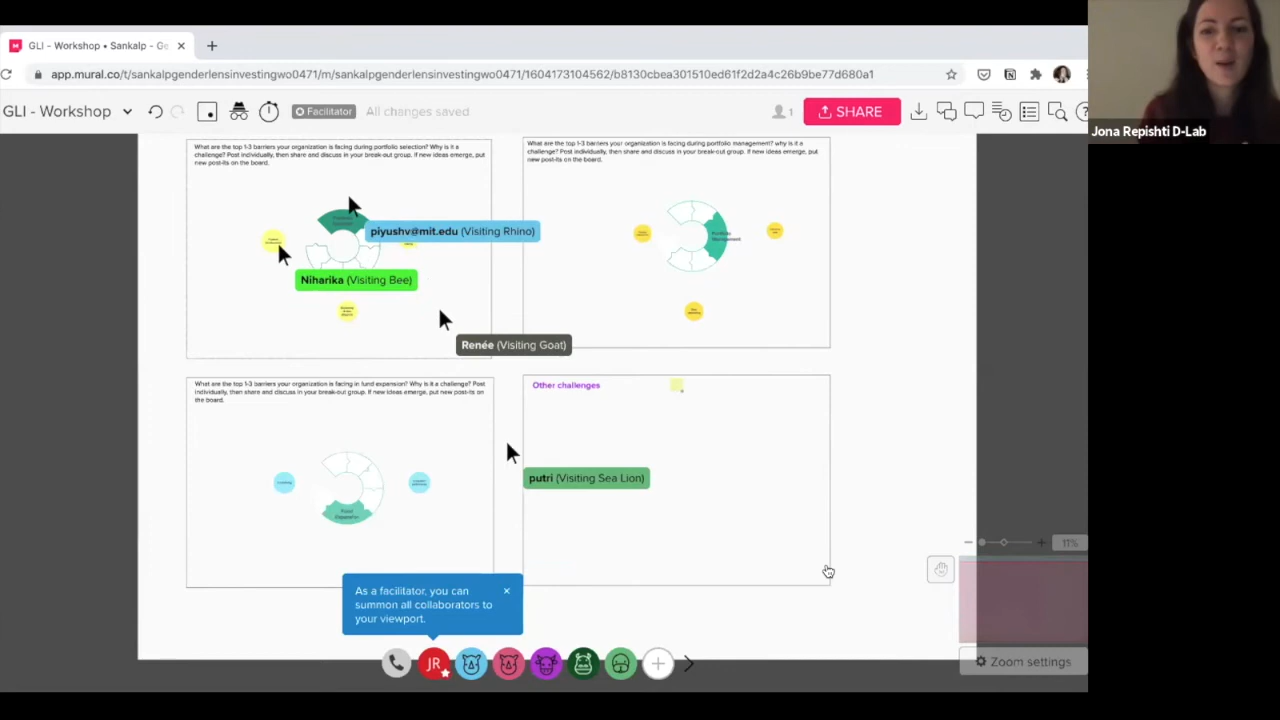 GLI - Workshop • Sankalp - Ge
app.mural.co/t/sankalpgenderlensinvestingwo0471/m/sankalpgenderlensinvestingwo0471/1604173104562/b8130cbea301510ed61f2d2a4c26b9be77d680a1
GLI - Workshop
Facilitator
All changes saved
1
SHARE
Jona Repishti D-Lab
What are the top 1-3 barriers your organization is facing during portfolio selection? Why is it a
challenge? Post individually, then share and discuss in your break-out group. If new ideas emerge, put
new post-its on the board.
What are the top 1-3 barriers your organization is facing during portfolio management? why is it a
challenge? Post individually, then share and discuss in your break-out group. If new ideas emerge, put
new post-its on the board.
piyushv@mit.edu (Visiting Rhino)
Portfolio
Management
Niharika (Visiting Bee)
Renée (Visiting Goat)
What are the top 1-3 barriers your organization is facing in fund expension? Why is it a challenge? Post
individually, then share and discuss in your break-out group. If new ideas emerge, put new post-its on
the board.
Other challenges
putri (Visiting Sea Lion)
Fund
Expansion
11%
As a facilitator, you can
summon all collaborators to
your viewport.
JR
Zoom settings